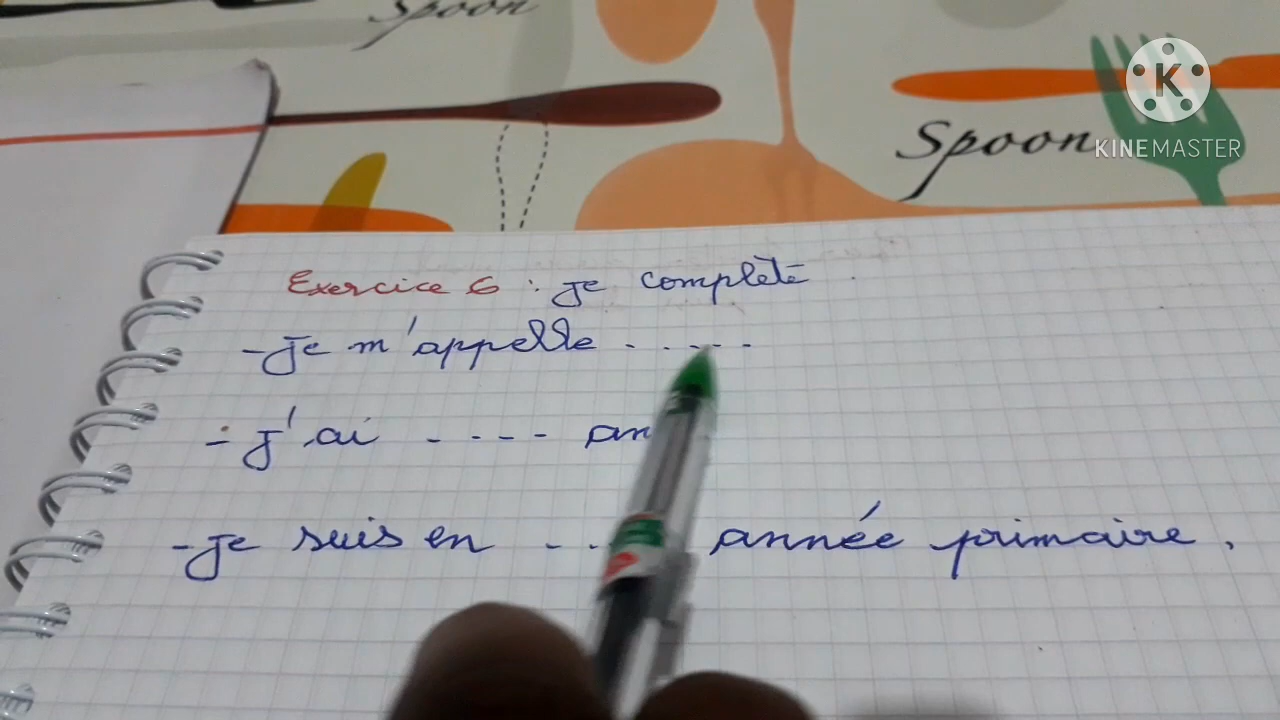 Spoon
K
Spoon
KINEMASTER
Exercice 6 : je complète .
- je m'appelle .....
- j'ai .... an
- je suis en .. année primaire.